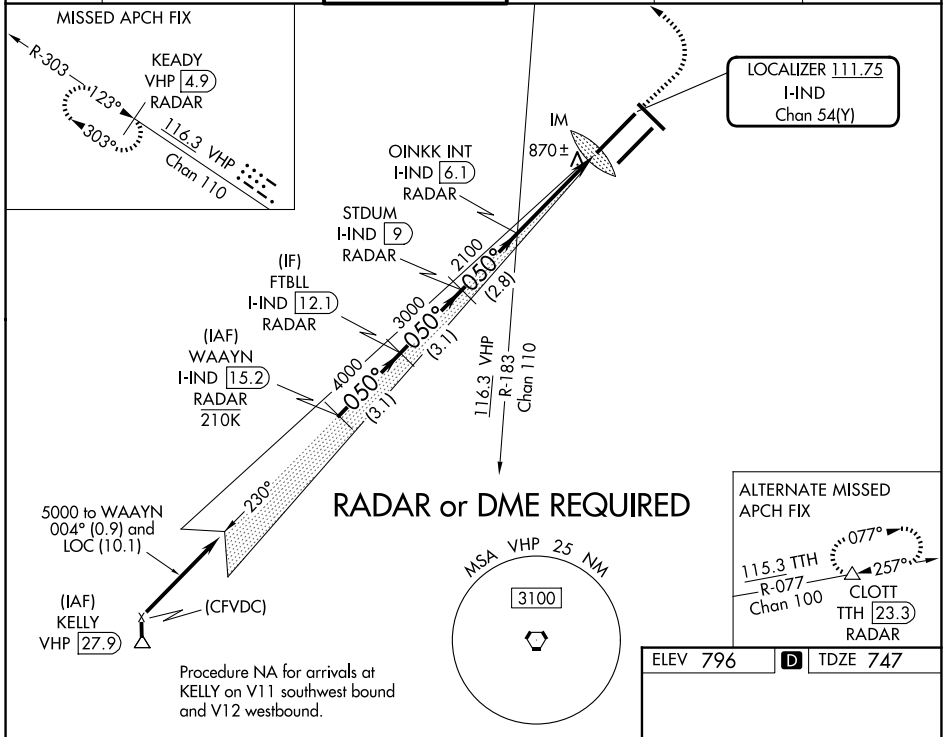 MISSED APCH FIX
R-303
KEADY
VHP 4.9
RADAR
123°
303°
116.3 VHP
Chan 110
LOCALIZER 111.75
I-IND
Chan 54(Y)
IM
870±
OINKK INT
I-IND 6.1
RADAR
STDUM
I-IND 9
RADAR
2100
050°
(2.8)
(IF)
FTBLL
I-IND 12.1
RADAR
3000
050°
(3.1)
(IAF)
WAAYN
I-IND 15.2
RADAR
210K
4000
050°
(3.1)
116.3 VHP
R-183
Chan 110
230°
RADAR or DME REQUIRED
5000 to WAAYN
004° (0.9) and
LOC (10.1)
(IAF)
KELLY
VHP 27.9
(CFVDC)
MSA VHP 25 NM
3100
Procedure NA for arrivals at
KELLY on V11 southwest bound
and V12 westbound.
ALTERNATE MISSED
APCH FIX
077°
257°
115.3 TTH
R-077
Chan 100
CLOTT
TTH 23.3
RADAR
ELEV 796 D TDZE 747